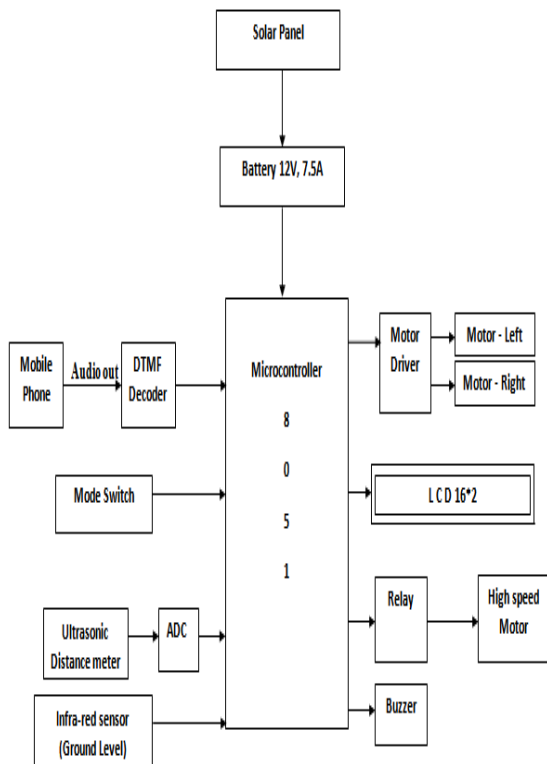 Solar Panel
Battery 12V, 7.5A
Mobile
Phone
Audio out
DTMF
Decoder
Microcontroller
8
0
5
1
Motor
Driver
Motor - Left
Motor - Right
Mode Switch
L C D 16*2
Ultrasonic
Distance meter
ADC
Relay
High speed
Motor
Infra-red sensor
(Ground Level)
Buzzer